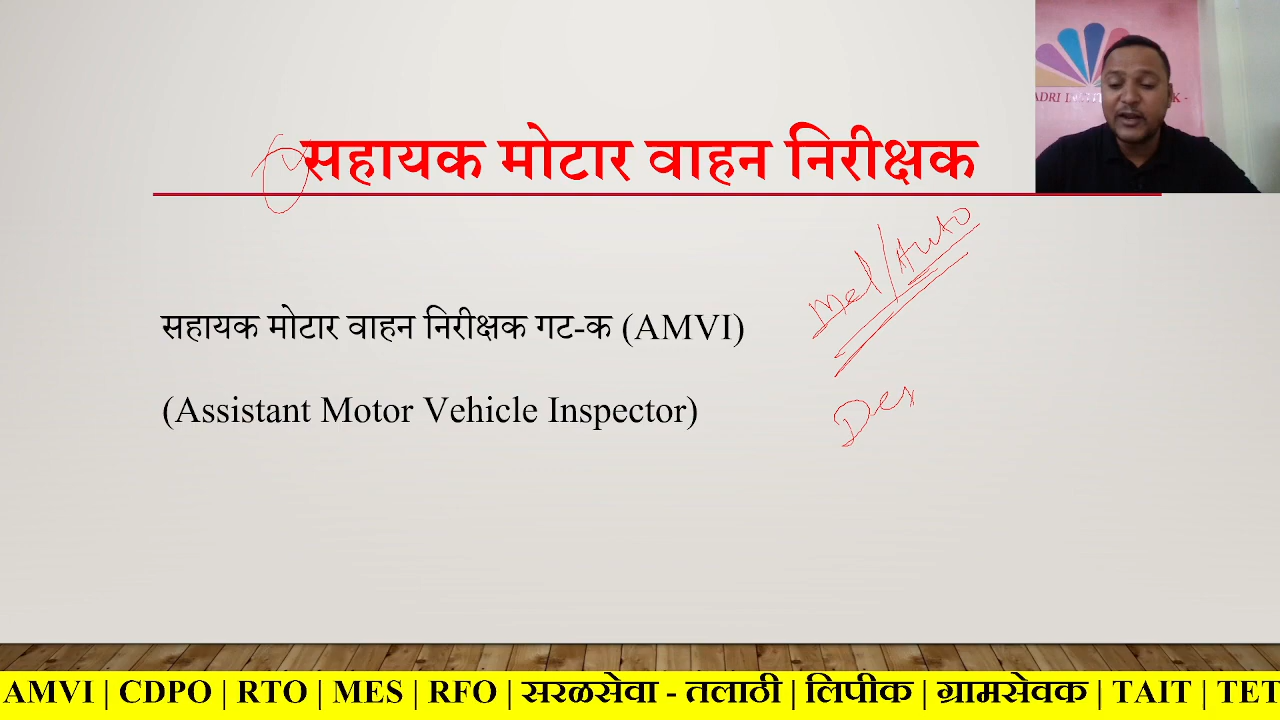 सहायक मोटार वाहन निरीक्षक
Mel/Auto
सहायक मोटार वाहन निरीक्षक गट-क (AMVI)
(Assistant Motor Vehicle Inspector)
AMVI | CDPO | RTO | MES | RFO | सरळसेवा - तलाठी | लिपीक | ग्रामसेवक | TAIT | TET